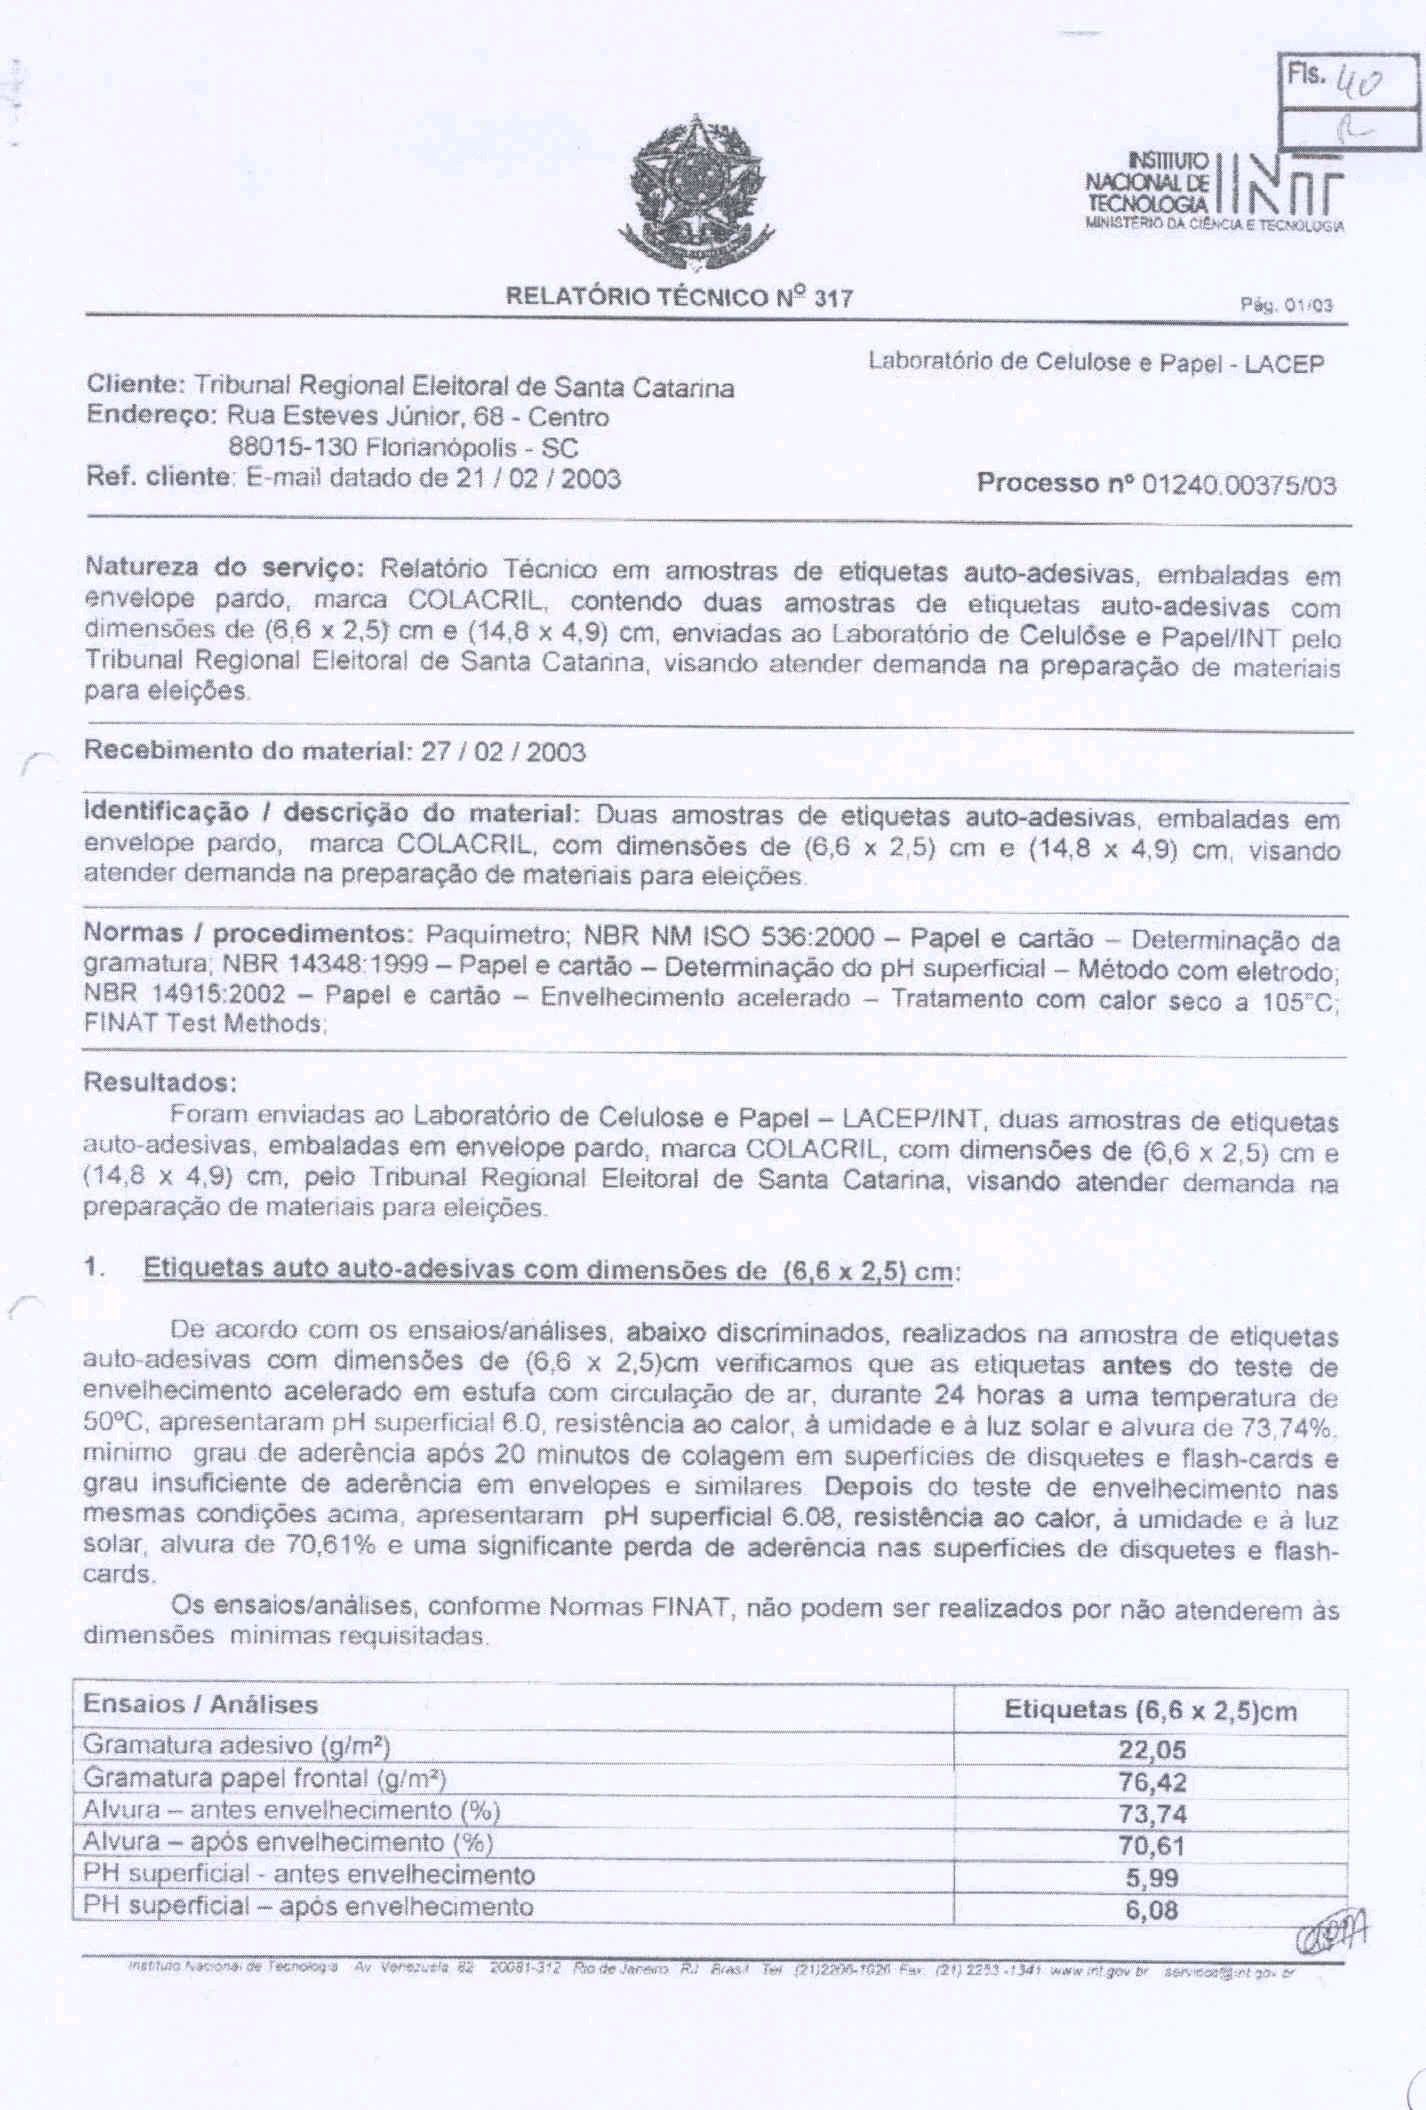 Fls. 40
INSTITUTO
NACIONAL DE
TECNOLOGIA
INT
MINISTÉRIO DA CIÊNCIA E TECNOLOGIA
RELATÓRIO TÉCNICO Nº 317
Pág. 01/03
Laboratório de Celulose e Papel - LACEP
Cliente: Tribunal Regional Eleitoral de Santa Catarina
Endereço: Rua Esteves Júnior, 68 - Centro
88015-130 Florianópolis - SC
Ref. cliente: E-mail datado de 21 / 02 / 2003
Processo nº 01240.00375/03
Natureza do serviço: Relatório Técnico em amostras de etiquetas auto-adesivas, embaladas em
envelope pardo, marca COLACRIL, contendo duas amostras de etiquetas auto-adesivas com
dimensões de (6,6 x 2,5) cm e (14,8 x 4,9) cm, enviadas ao Laboratório de Celulóse e Papel/INT pelo
Tribunal Regional Eleitoral de Santa Catarina, visando atender demanda na preparação de materiais
para eleições.
Recebimento do material: 27 / 02 / 2003
Identificação / descrição do material: Duas amostras de etiquetas auto-adesivas, embaladas em
envelope pardo, marca COLACRIL, com dimensões de (6,6 x 2,5) cm e (14,8 x 4,9) cm, visando
atender demanda na preparação de materiais para eleições.
Normas / procedimentos: Paquímetro; NBR NM ISO 536:2000 – Papel e cartão – Determinação da
gramatura; NBR 14348:1999 – Papel e cartão – Determinação do pH superficial – Método com eletrodo;
NBR 14915:2002 – Papel e cartão – Envelhecimento acelerado – Tratamento com calor seco a 105°C;
FINAT Test Methods;
Resultados:
Foram enviadas ao Laboratório de Celulose e Papel – LACEP/INT, duas amostras de etiquetas
auto-adesivas, embaladas em envelope pardo, marca COLACRIL, com dimensões de (6,6 x 2,5) cm e
(14,8 x 4,9) cm, pelo Tribunal Regional Eleitoral de Santa Catarina, visando atender demanda na
preparação de materiais para eleições.
1. Etiquetas auto auto-adesivas com dimensões de (6,6 x 2,5) cm:
De acordo com os ensaios/análises, abaixo discriminados, realizados na amostra de etiquetas
auto-adesivas com dimensões de (6,6 x 2,5)cm verificamos que as etiquetas antes do teste de
envelhecimento acelerado em estufa com circulação de ar, durante 24 horas a uma temperatura de
50ºC, apresentaram pH superficial 6.0, resistência ao calor, à umidade e à luz solar e alvura de 73,74%,
mínimo grau de aderência após 20 minutos de colagem em superfícies de disquetes e flash-cards e
grau insuficiente de aderência em envelopes e similares. Depois do teste de envelhecimento nas
mesmas condições acima, apresentaram pH superficial 6.08, resistência ao calor, à umidade e à luz
solar, alvura de 70,61% e uma significante perda de aderência nas superfícies de disquetes e flash-
cards.
Os ensaios/análises, conforme Normas FINAT, não podem ser realizados por não atenderem às
dimensões mínimas requisitadas.
Ensaios / Análises Etiquetas (6,6 x 2,5)cm
Gramatura adesivo (g/m²) 22,05
Gramatura papel frontal (g/m²) 76,42
Alvura – antes envelhecimento (%) 73,74
Alvura – após envelhecimento (%) 70,61
PH superficial - antes envelhecimento 5,99
PH superficial – após envelhecimento 6,08
Instituto Nacional de Tecnologia Av. Venezuela, 82 20081-312 Rio de Janeiro RJ Brasil Tel. (21)2206-1026 Fax: (21) 2253-1341 www.int.gov.br